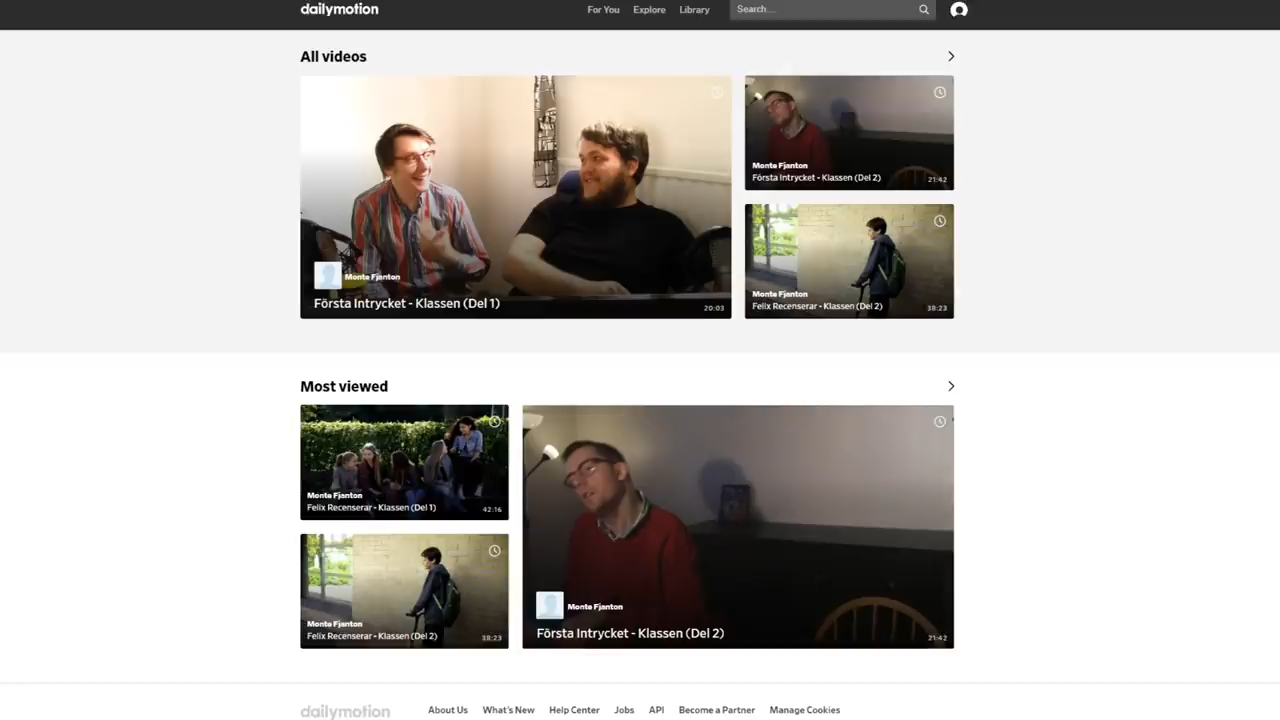 dailymotion
For You Explore Library Search....
All videos
Monte Fjanton
Första Intrycket - Klassen (Del 1)
20:03
Monte Fjanton
Första Intrycket - Klassen (Del 2)
21:42
Monte Fjanton
Felix Recenserar - Klassen (Del 2)
38:23
Most viewed
Monte Fjanton
Felix Recenserar - Klassen (Del 1)
42:16
Monte Fjanton
Felix Recenserar - Klassen (Del 2)
38:23
Monte Fjanton
Första Intrycket - Klassen (Del 2)
21:42
dailymotion
About Us What's New Help Center Jobs API Become a Partner Manage Cookies